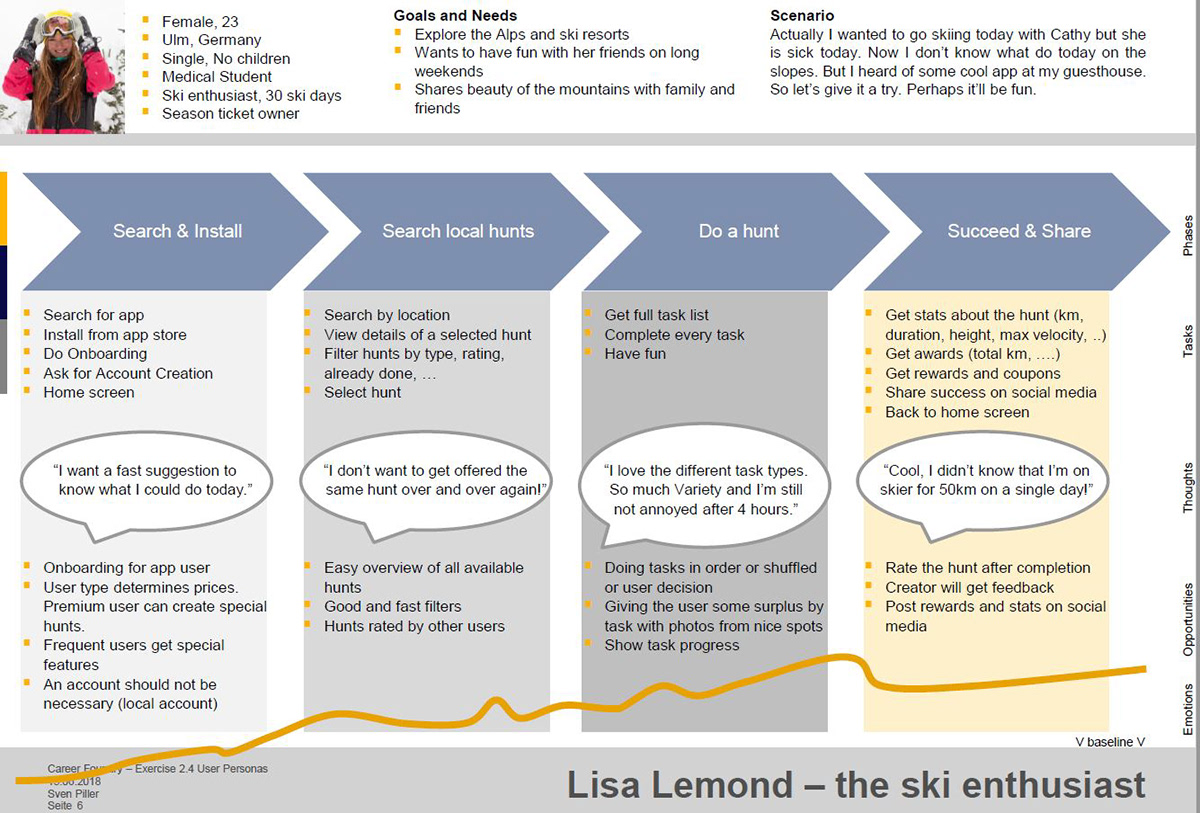 Female, 23
Ulm, Germany
Single, No children
Medical Student
Ski enthusiast, 30 ski days
Season ticket owner
Goals and Needs
Explore the Alps and ski resorts
Wants to have fun with her friends on long
weekends
Shares beauty of the mountains with family and
friends
Scenario
Actually I wanted to go skiing today with Cathy but she
is sick today. Now I don't know what do today on the
slopes. But I heard of some cool app at my guesthouse.
So let's give it a try. Perhaps it'll be fun.
Search & Install
Search local hunts
Do a hunt
Succeed & Share
Phases
Search for app
Install from app store
Do Onboarding
Ask for Account Creation
Home screen
Search by location
View details of a selected hunt
Filter hunts by type, rating,
already done, …
Select hunt
Get full task list
Complete every task
Have fun
Get stats about the hunt (km,
duration, height, max velocity, ..)
Get awards (total km, ….)
Get rewards and coupons
Share success on social media
Back to home screen
Tasks
“I want a fast suggestion to
know what I could do today.”
“I don't want to get offered the
same hunt over and over again!”
“I love the different task types.
So much Variety and I'm still
not annoyed after 4 hours.”
“Cool, I didn't know that I'm on
skier for 50km on a single day!”
Thoughts
Onboarding for app user
User type determines prices.
Premium user can create special
hunts.
Frequent users get special
features
An account should not be
necessary (local account)
Easy overview of all available
hunts
Good and fast filters
Hunts rated by other users
Doing tasks in order or shuffled
or user decision
Giving the user some surplus by
task with photos from nice spots
Show task progress
Rate the hunt after completion
Creator will get feedback
Post rewards and stats on social
media
Opportunities
Emotions
V baseline V
Career Foundry – Exercise 2.4 User Personas
.2018
Sven Piller
Seite 6
Lisa Lemond – the ski enthusiast